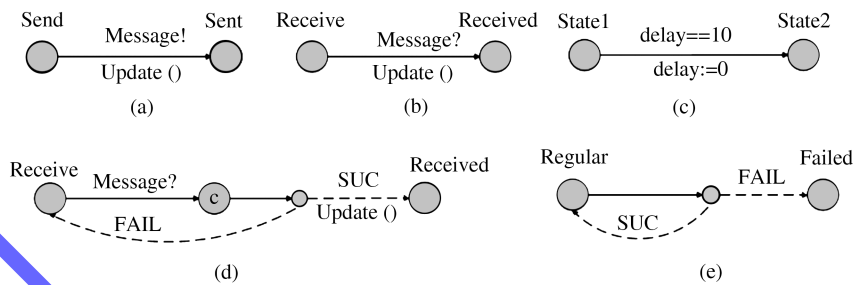 Send Message! Sent
Update ()
(a)
Receive Message? Received
Update ()
(b)
State1 delay==10 State2
delay:=0
(c)
Receive Message? c SUC Received
FAIL Update ()
(d)
Regular FAIL Failed
SUC
(e)